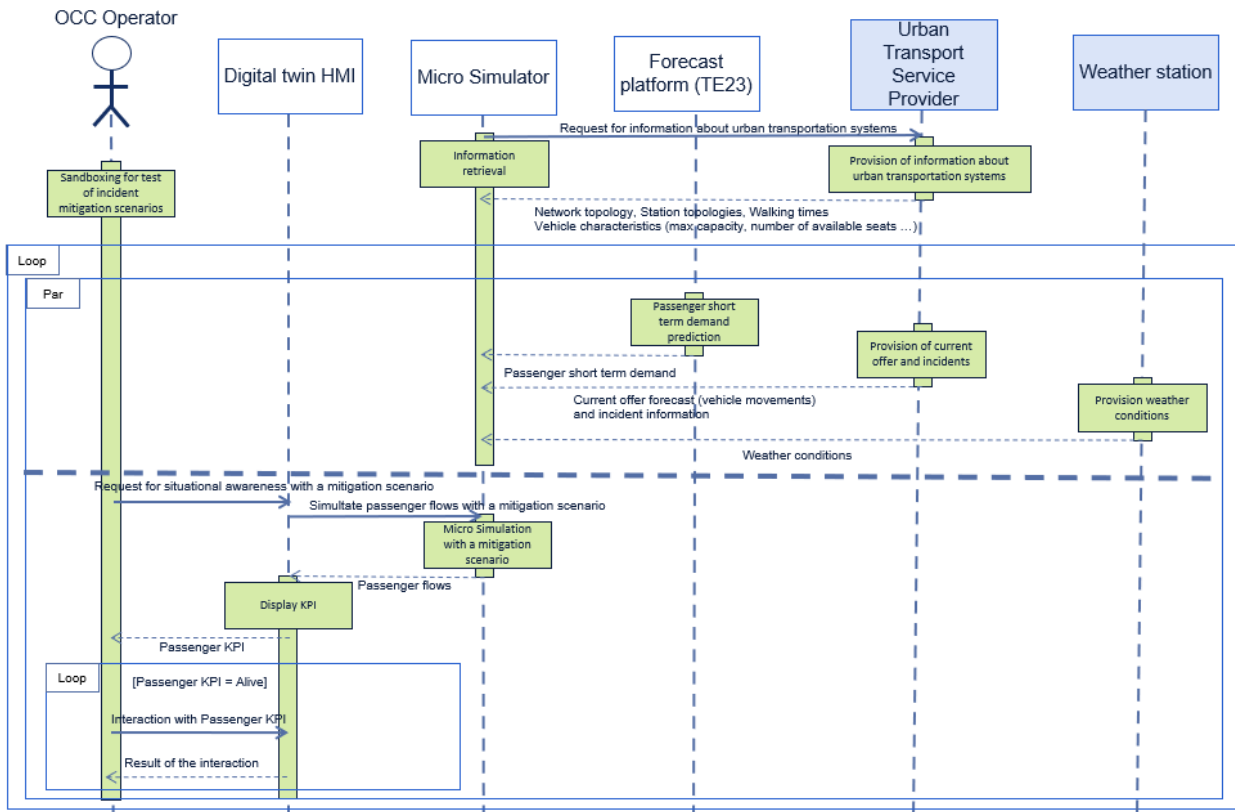 OCC Operator
Digital twin HMI
Micro Simulator
Forecast
platform (TE23)
Urban
Transport
Service
Provider
Weather station
Request for information about urban transportation systems
Information
retrieval
Provision of information about
urban transportation systems
Sandboxing for test
of incident
mitigation scenarios
Network topology, Station topologies, Walking times
Vehicle characteristics (max capacity, number of available seats ...)
Loop
Par
Passenger short
term demand
prediction
Provision of current
offer and incidents
Passenger short term demand
Provision weather
conditions
Current offer forecast (vehicle movements)
and incident information
Weather conditions
Request for situational awareness with a mitigation scenario
Simultate passenger flows with a mitigation scenario
Micro Simulation
with a mitigation
scenario
Passenger flows
Display KPI
Passenger KPI
Loop
[Passenger KPI = Alive]
Interaction with Passenger KPI
Result of the interaction